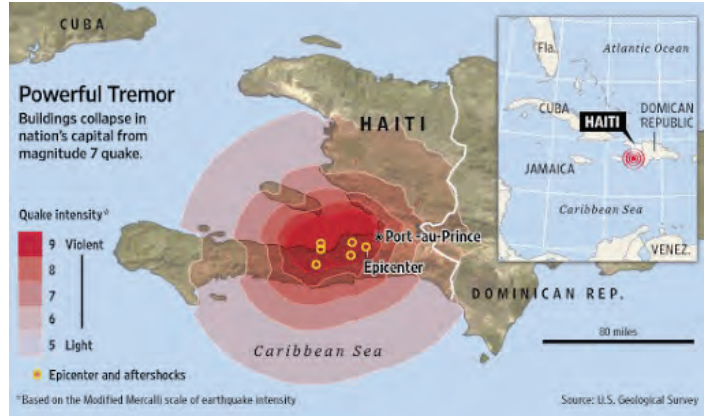 CUBA
Powerful Tremor
Buildings collapse in
nation's capital from
magnitude 7 quake.
HAITI
Quake intensity*
9 Violent
8
7
6
5 Light
Epicenter and aftershocks
Port-au-Prince
Epicenter
DOMINICAN REP.
Caribbean Sea
80 miles
Fla.
Atlantic Ocean
CUBA
HAITI
DOMICAN
REPUBLIC
JAMAICA
Caribbean Sea
VENEZ.
*Based on the Modified Mercalli scale of earthquake intensity
Source: U.S. Geological Survey